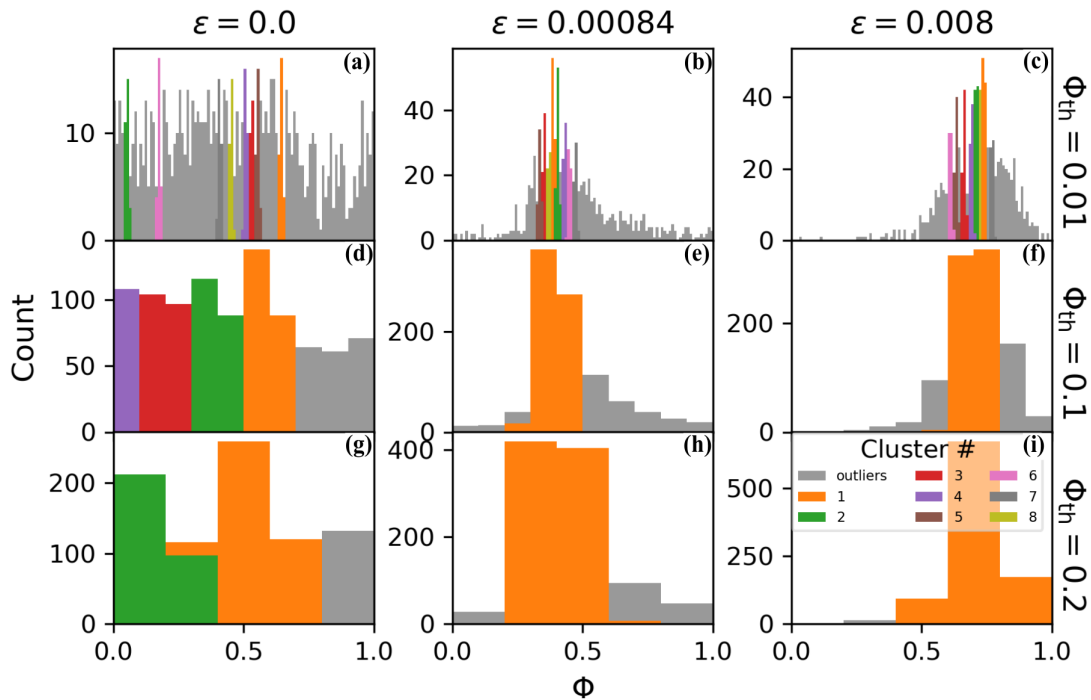 ε = 0.0
ε = 0.00084
ε = 0.008
(a)
(b)
(c)
10
0
40
20
0
40
20
0
Φth = 0.01
(d)
(e)
(f)
100
50
0
200
0
200
0
Φth = 0.1
Count
(g)
(h)
(i)
200
100
0
400
200
0
500
250
0
Φth = 0.2
Cluster #
outliers
1
2
3
4
5
6
7
8
0.0
0.5
1.0
0.0
0.5
1.0
0.0
0.5
1.0
Φ